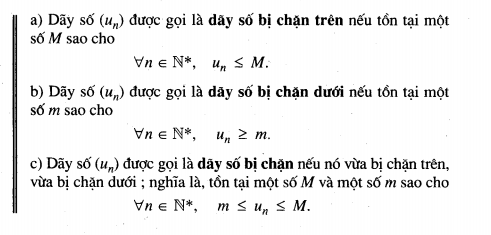 a) Dãy số (uₙ) được gọi là dãy số bị chặn trên nếu tồn tại một
số M sao cho
∀n ∈ ℕ*, uₙ ≤ M.
b) Dãy số (uₙ) được gọi là dãy số bị chặn dưới nếu tồn tại một
số m sao cho
∀n ∈ ℕ*, uₙ ≥ m.
c) Dãy số (uₙ) được gọi là dãy số bị chặn nếu nó vừa bị chặn trên,
vừa bị chặn dưới ; nghĩa là, tồn tại một số M và một số m sao cho
∀n ∈ ℕ*, m ≤ uₙ ≤ M.